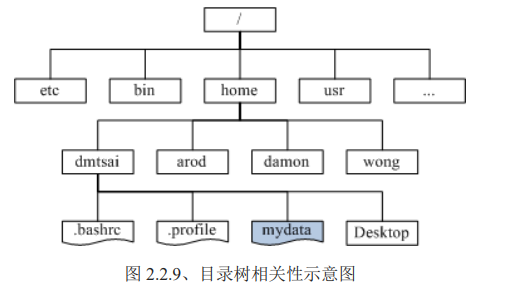 /
etc bin home usr ...
dmtsai arod damon wong
.bashrc .profile mydata Desktop
图 2.2.9、目录树相关性示意图